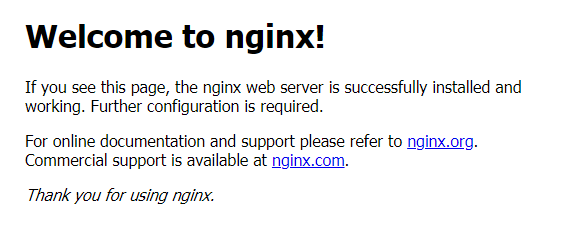 Welcome to nginx!
If you see this page, the nginx web server is successfully installed and
working. Further configuration is required.
For online documentation and support please refer to nginx.org.
Commercial support is available at nginx.com.
Thank you for using nginx.